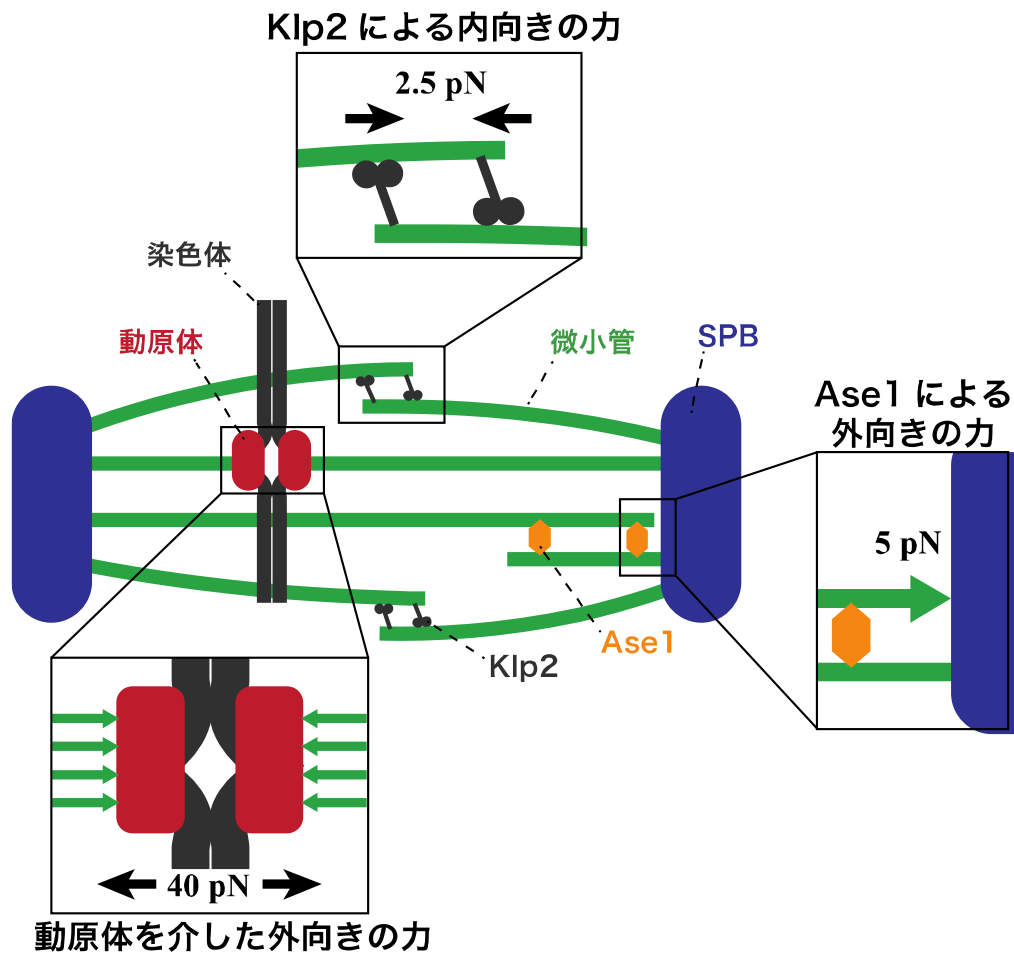 Klp2 による内向きの力
2.5 pN
染色体
動原体
微小管
SPB
Ase1 による
外向きの力
5 pN
Ase1
Klp2
40 pN
動原体を介した外向きの力